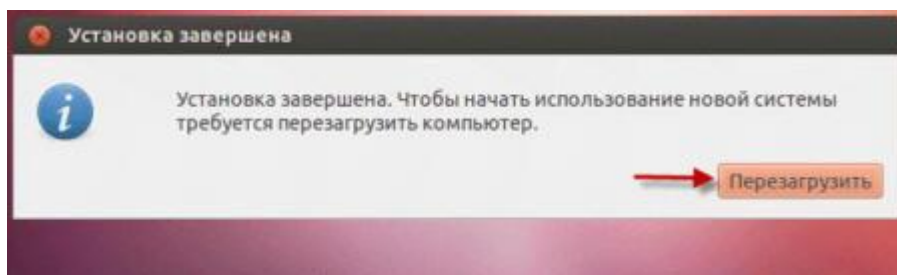 Установка завершена
Установка завершена. Чтобы начать использование новой системы
требуется перезагрузить компьютер.
Перезагрузить